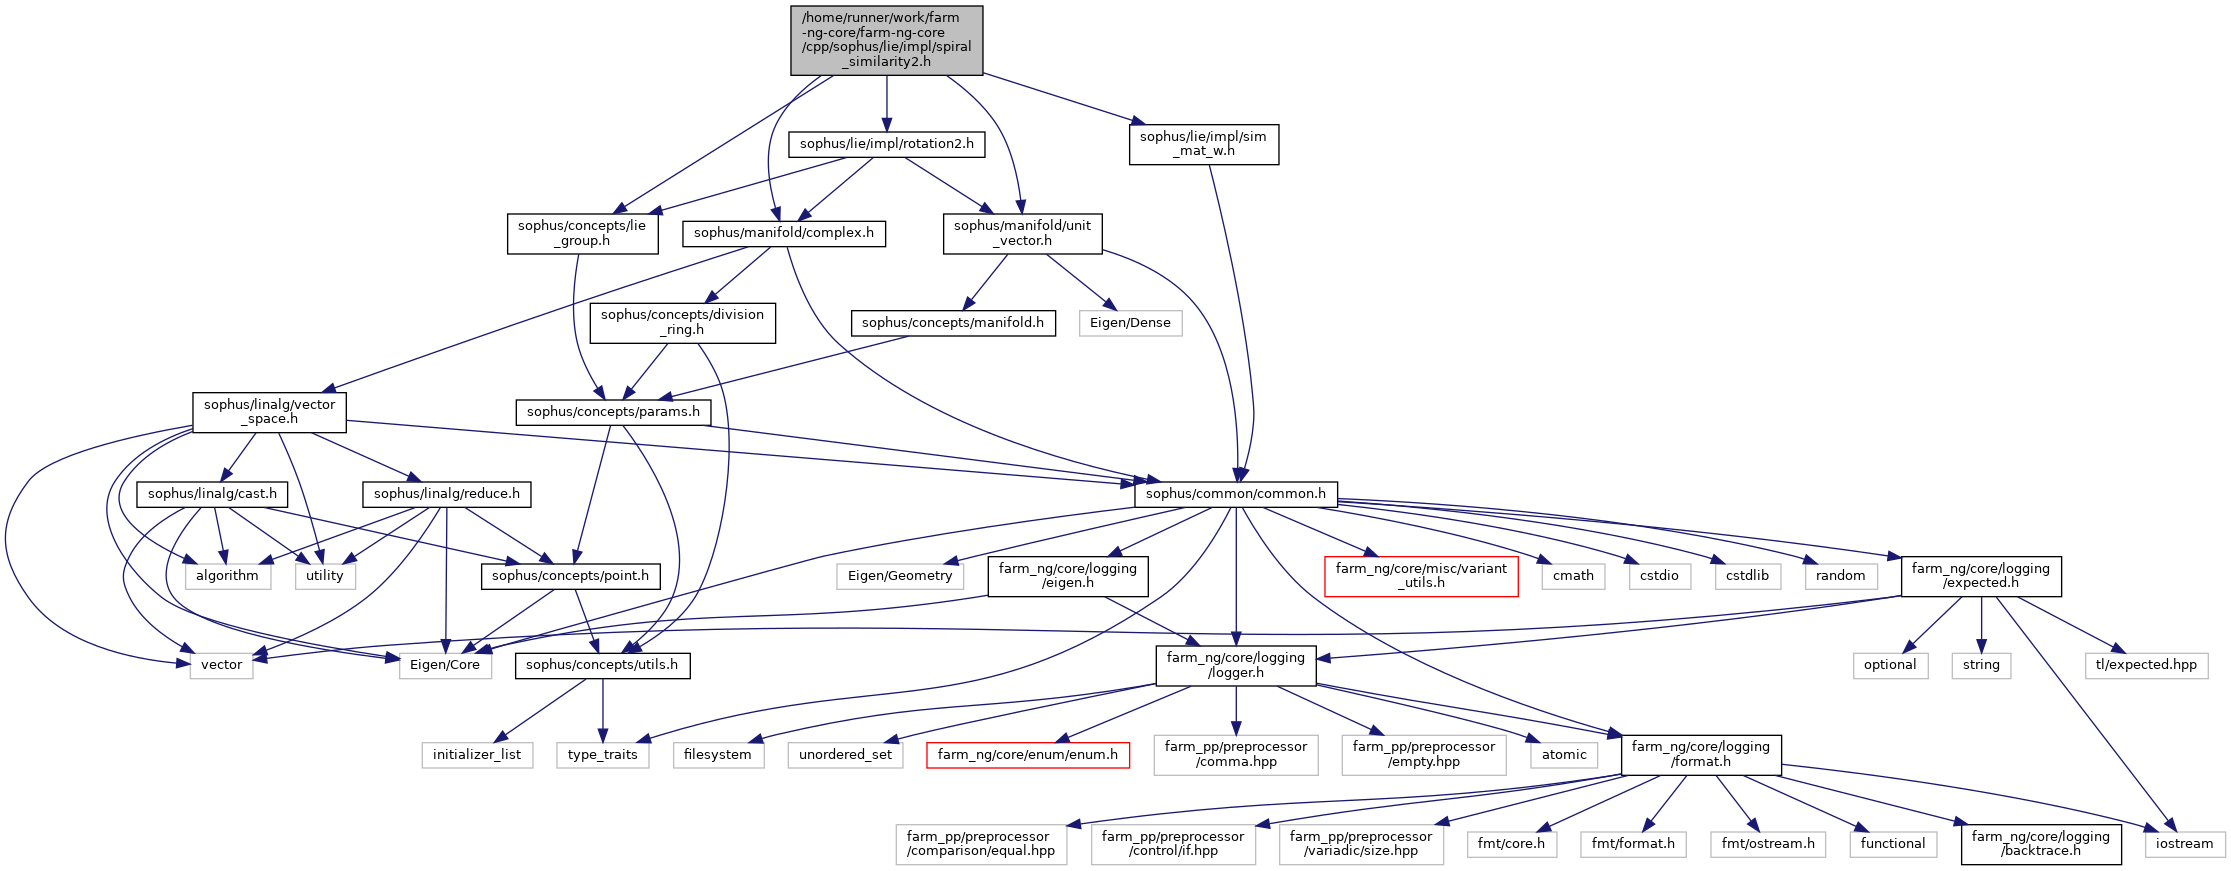 /home/runner/work/farm
-ng-core/farm-ng-core
/cpp/sophus/lie/impl/spiral
_similarity2.h
sophus/lie/impl/rotation2.h
sophus/lie/impl/sim
_mat_w.h
sophus/concepts/lie
_group.h
sophus/manifold/complex.h
sophus/manifold/unit
_vector.h
sophus/concepts/division
_ring.h
sophus/concepts/manifold.h
Eigen/Dense
sophus/linalg/vector
_space.h
sophus/concepts/params.h
sophus/linalg/cast.h
sophus/linalg/reduce.h
sophus/common/common.h
algorithm
utility
sophus/concepts/point.h
Eigen/Geometry
farm_ng/core/logging
/eigen.h
farm_ng/core/misc/variant
_utils.h
cmath
cstdio
cstdlib
random
farm_ng/core/logging
/expected.h
vector
Eigen/Core
sophus/concepts/utils.h
farm_ng/core/logging
/logger.h
optional
string
tl/expected.hpp
initializer_list
type_traits
filesystem
unordered_set
farm_ng/core/enum/enum.h
farm_pp/preprocessor
/comma.hpp
farm_pp/preprocessor
/empty.hpp
atomic
farm_ng/core/logging
/format.h
farm_pp/preprocessor
/comparison/equal.hpp
farm_pp/preprocessor
/control/if.hpp
farm_pp/preprocessor
/variadic/size.hpp
fmt/core.h
fmt/format.h
fmt/ostream.h
functional
farm_ng/core/logging
/backtrace.h
iostream